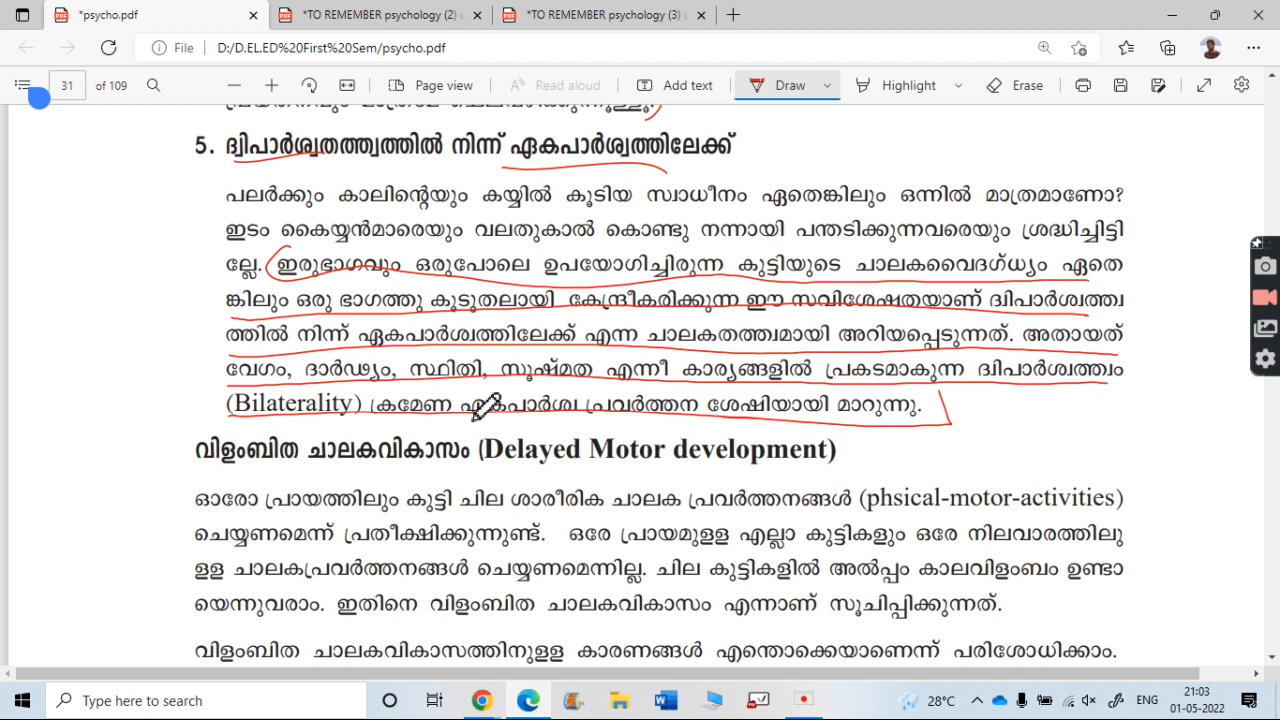 *psycho.pdf
*TO REMEMBER psychology (2)
*TO REMEMBER psychology (3)
File
D:/D.EL.ED%20First%20Sem/psycho.pdf
31 of 109
Page view
Read aloud
Add text
Draw
Highlight
Erase
5. ദ്വിപാർശ്വതത്ത്വത്തിൽ നിന്ന് ഏകപാർശ്വത്തിലേക്ക്
പലർക്കും കാലിന്റെയും കയ്യിൽ കൂടിയ സ്വാധീനം ഏതെങ്കിലും ഒന്നിൽ മാത്രമാണോ?
ഇടം കൈയ്യൻമാരെയും വലതുകാൽ കൊണ്ടു നന്നായി പന്തടിക്കുന്നവരെയും ശ്രദ്ധിച്ചിട്ടി
ല്ലേ. ഇരുഭാഗവും ഒരുപോലെ ഉപയോഗിച്ചിരുന്ന കുട്ടിയുടെ ചാലകവൈദഗ്ധ്യം ഏതെ
ങ്കിലും ഒരു ഭാഗത്തു കൂടുതലായി കേന്ദ്രീകരിക്കുന്ന ഈ സവിശേഷതയാണ് ദ്വിപാർശ്വത്ത്വ
ത്തിൽ നിന്ന് ഏകപാർശ്വത്തിലേക്ക് എന്ന ചാലകതത്ത്വമായി അറിയപ്പെടുന്നത്. അതായത്
വേഗം, ദാർഢ്യം, സ്ഥിതി, സൂഷ്മത എന്നീ കാര്യങ്ങളിൽ പ്രകടമാകുന്ന ദ്വിപാർശ്വത്ത്വം
(Bilaterality) ക്രമേണ ഏകപാർശ്വ പ്രവർത്തന ശേഷിയായി മാറുന്നു.
വിളംബിത ചാലകവികാസം (Delayed Motor development)
ഓരോ പ്രായത്തിലും കുട്ടി ചില ശാരീരിക ചാലക പ്രവർത്തനങ്ങൾ (phsical-motor-activities)
ചെയ്യണമെന്ന് പ്രതീക്ഷിക്കുന്നുണ്ട്. ഒരേ പ്രായമുളള എല്ലാ കുട്ടികളും ഒരേ നിലവാരത്തിലു
ളള ചാലകപ്രവർത്തനങ്ങൾ ചെയ്യണമെന്നില്ല. ചില കുട്ടികളിൽ അൽപ്പം കാലവിളംബം ഉണ്ടാ
യെന്നുവരാം. ഇതിനെ വിളംബിത ചാലകവികാസം എന്നാണ് സൂചിപ്പിക്കുന്നത്.
വിളംബിത ചാലകവികാസത്തിനുളള കാരണങ്ങൾ എന്തൊക്കെയാണെന്ന് പരിശോധിക്കാം.
Type here to search
28°C
ENG
21:03
01-05-2022